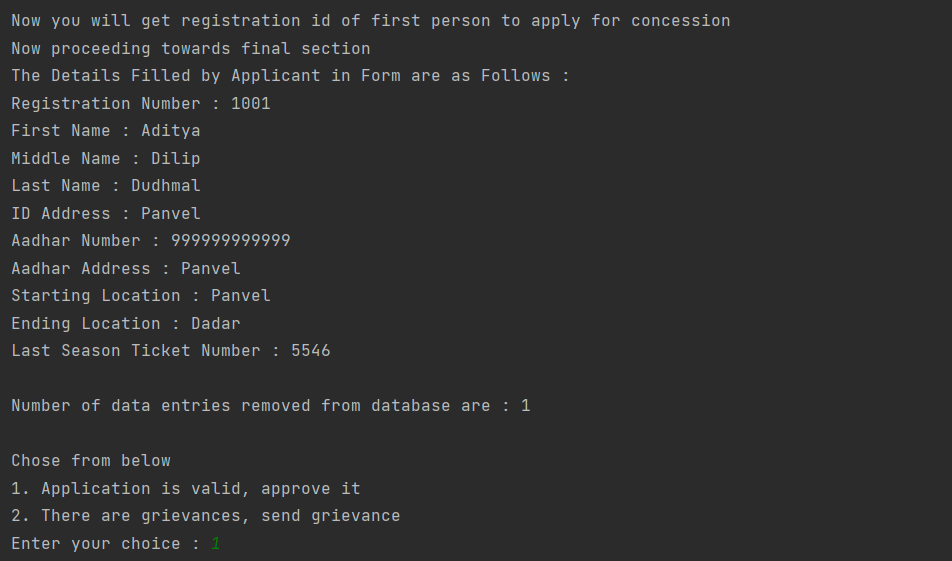 Now you will get registration id of first person to apply for concession
Now proceeding towards final section
The Details Filled by Applicant in Form are as Follows :
Registration Number : 1001
First Name : Aditya
Middle Name : Dilip
Last Name : Dudhmal
ID Address : Panvel
Aadhar Number : 999999999999
Aadhar Address : Panvel
Starting Location : Panvel
Ending Location : Dadar
Last Season Ticket Number : 5546
Number of data entries removed from database are : 1
Chose from below
1. Application is valid, approve it
2. There are grievances, send grievance
Enter your choice : 1